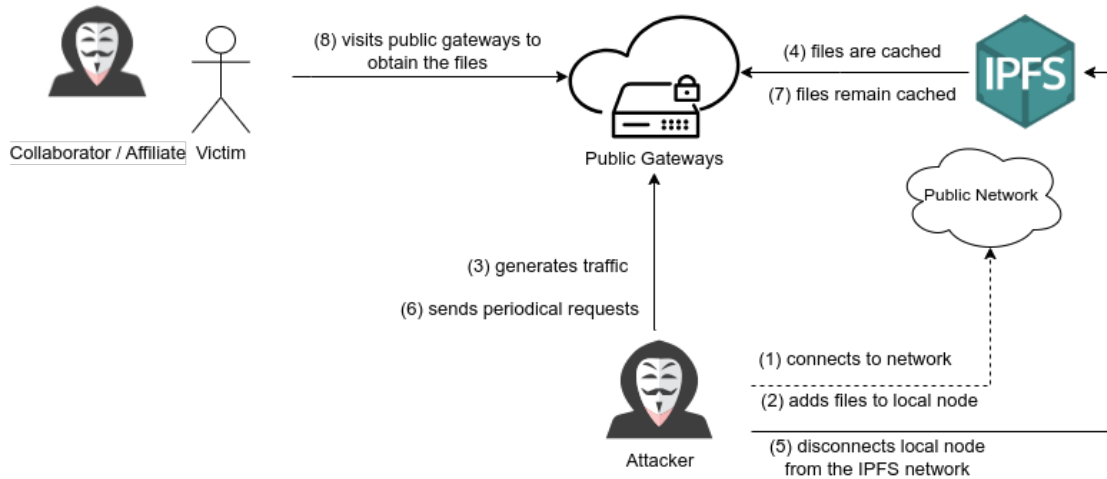 (8) visits public gateways to
obtain the files
(4) files are cached
(7) files remain cached
IPFS
Collaborator / Affiliate
Victim
Public Gateways
Public Network
(3) generates traffic
(6) sends periodical requests
(1) connects to network
(2) adds files to local node
(5) disconnects local node
from the IPFS network
Attacker